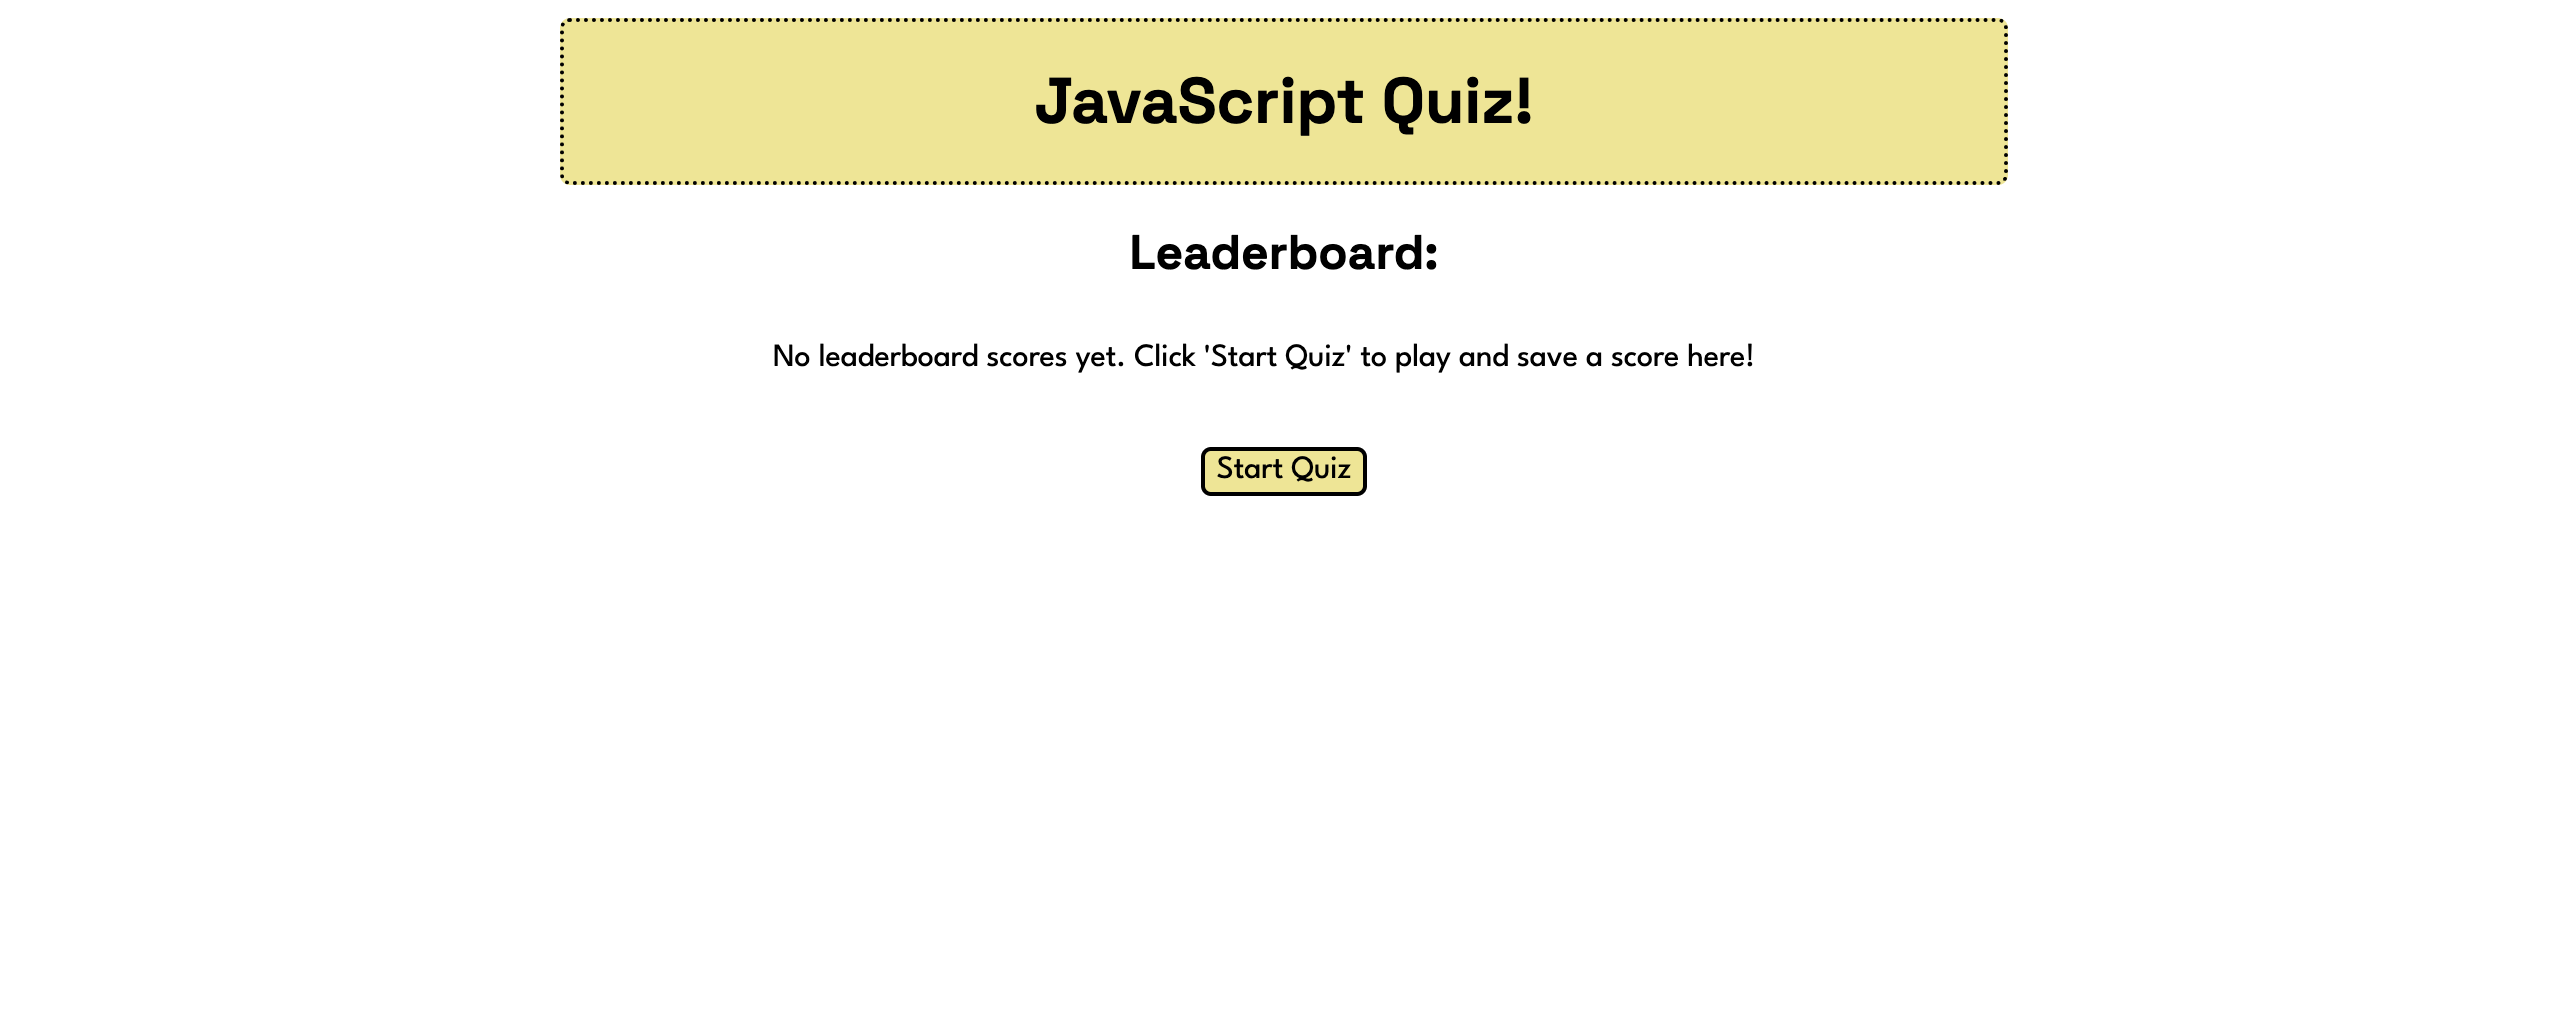 JavaScript Quiz!
Leaderboard:
No leaderboard scores yet. Click 'Start Quiz' to play and save a score here!
Start Quiz